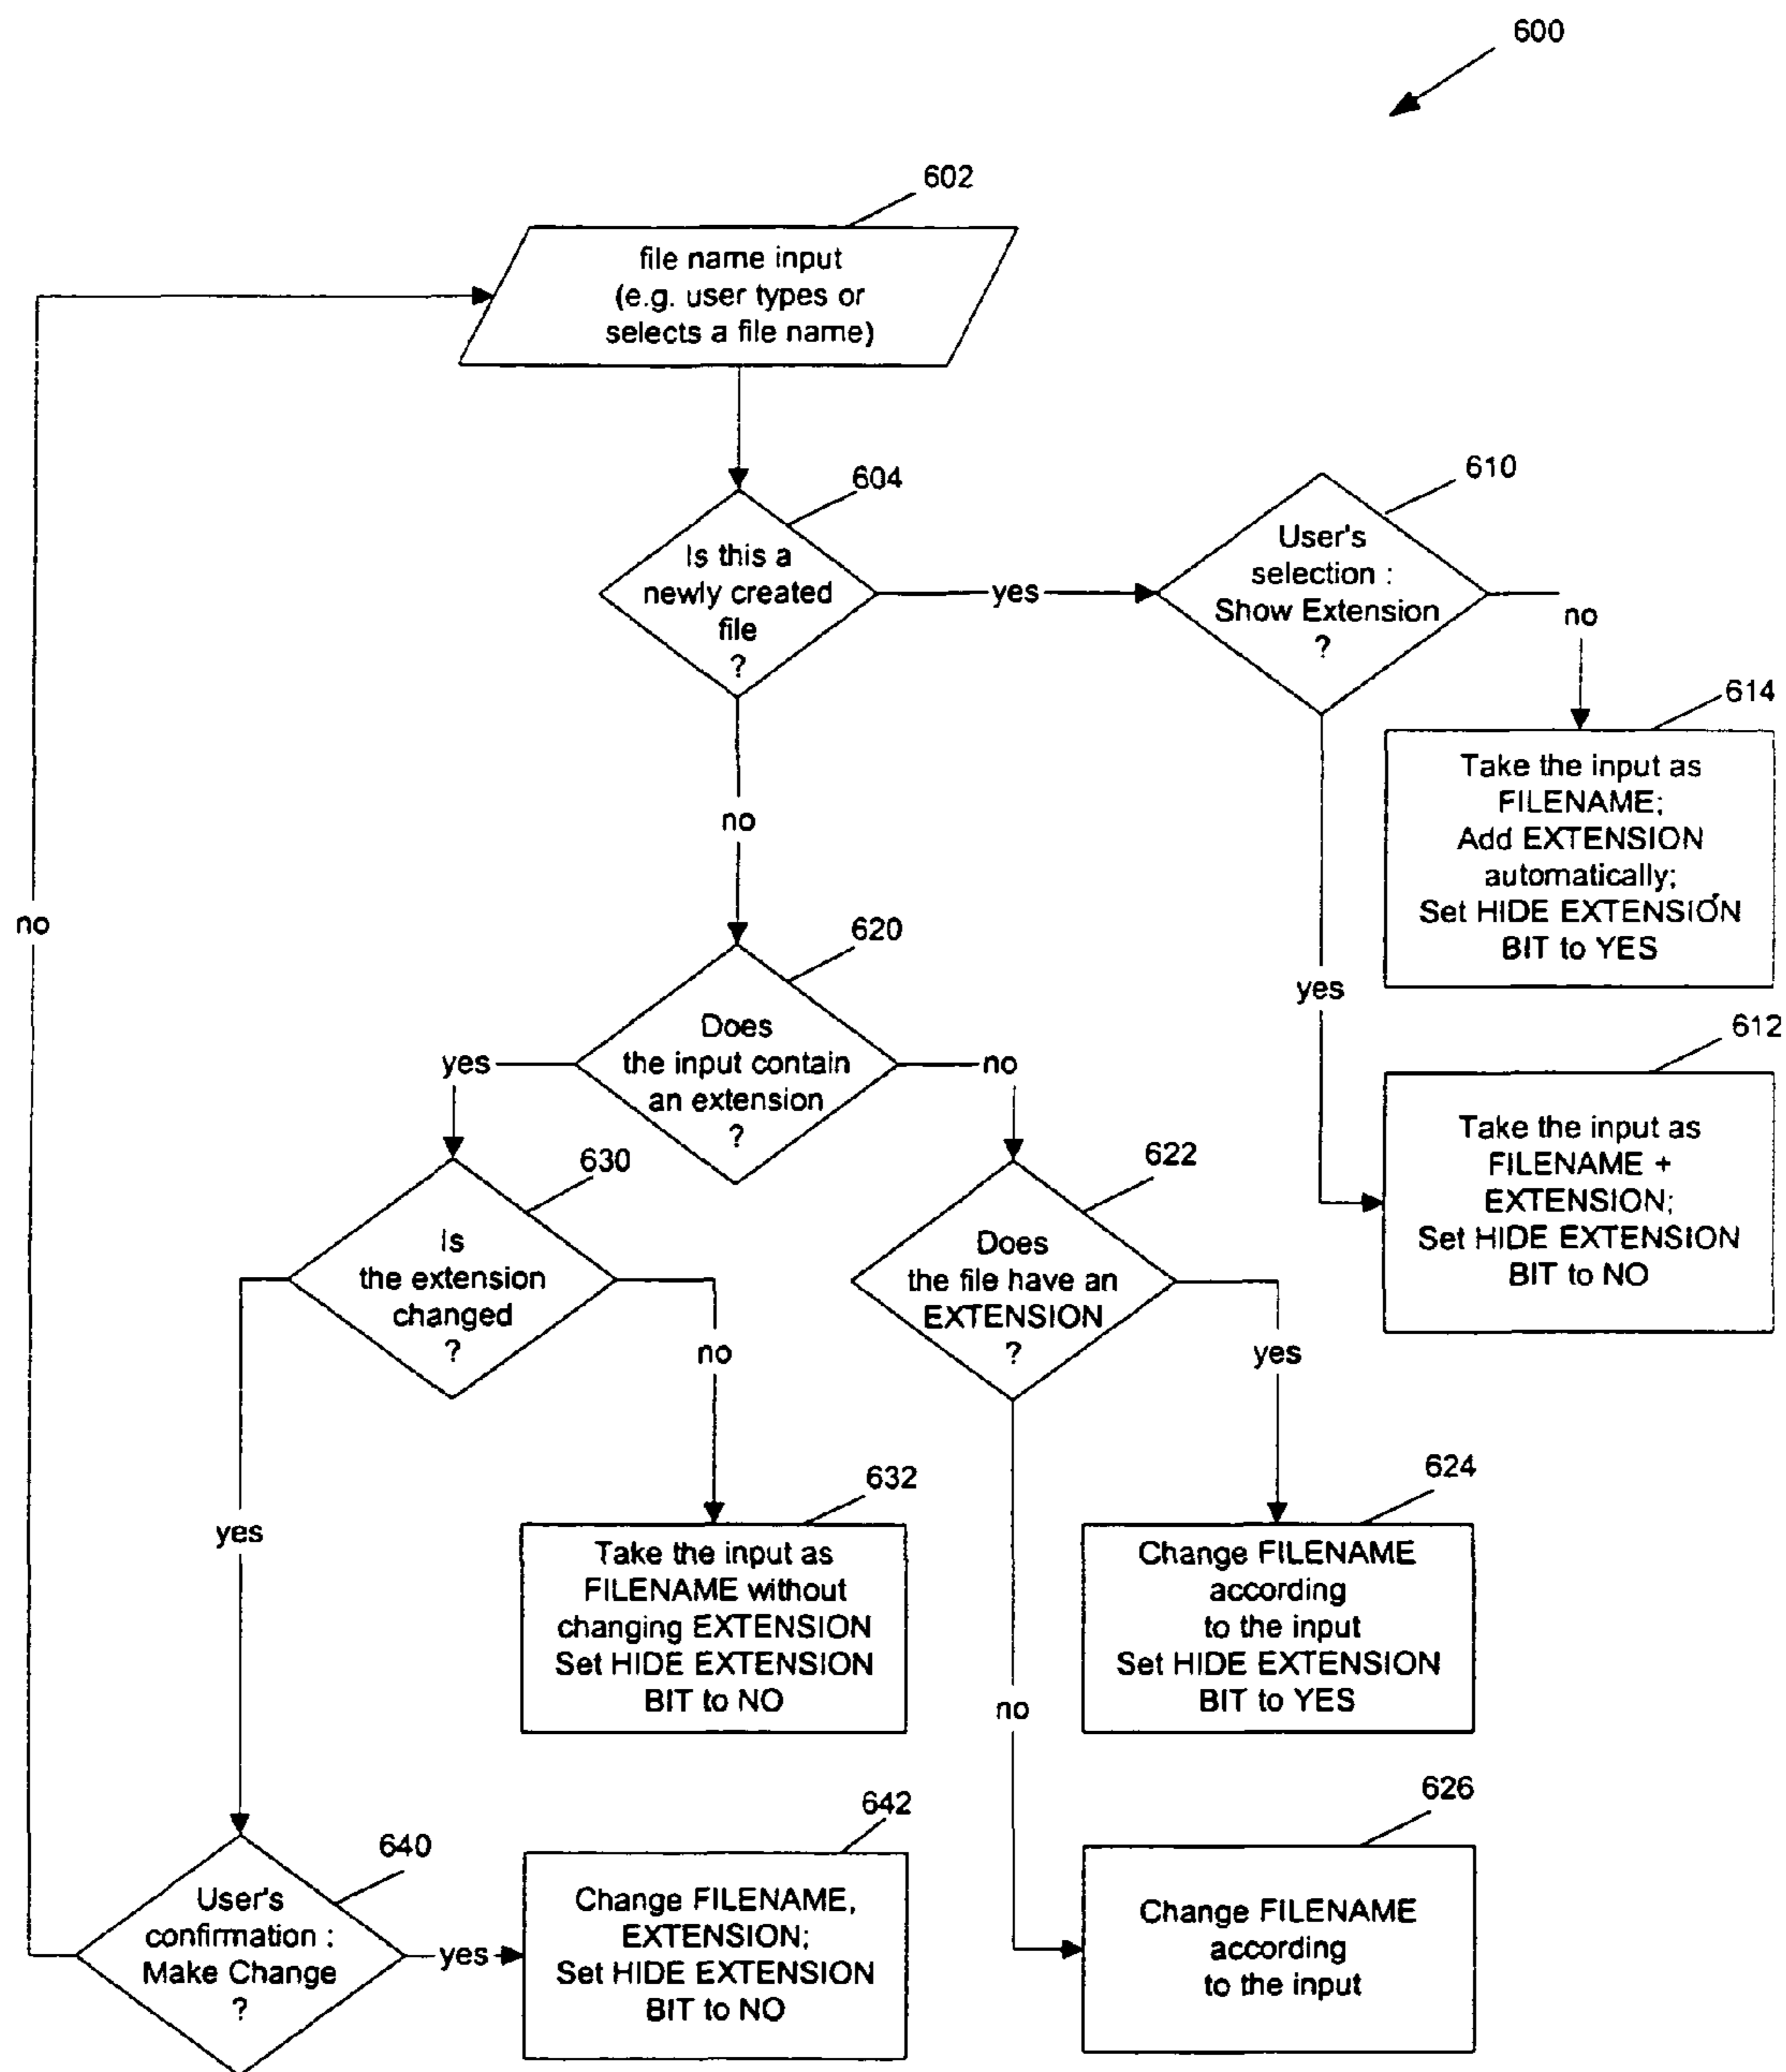 600
602
file name input
(e.g. user types or
selects a file name)
604
Is this a
newly created
file
?
yes
610
User's
selection :
Show Extension
?
no
614
Take the input as
FILENAME;
Add EXTENSION
automatically;
Set HIDE EXTENSION
BIT to YES
yes
612
Take the input as
FILENAME +
EXTENSION;
Set HIDE EXTENSION
BIT to NO
no
no
620
Does
the input contain
an extension
?
yes
no
630
Is
the extension
changed
?
622
Does
the file have an
EXTENSION
?
no
yes
yes
632
Take the input as
FILENAME without
changing EXTENSION
Set HIDE EXTENSION
BIT to NO
624
Change FILENAME
according
to the input
Set HIDE EXTENSION
BIT to YES
no
640
User's
confirmation :
Make Change
?
yes
642
Change FILENAME,
EXTENSION;
Set HIDE EXTENSION
BIT to NO
626
Change FILENAME
according
to the input